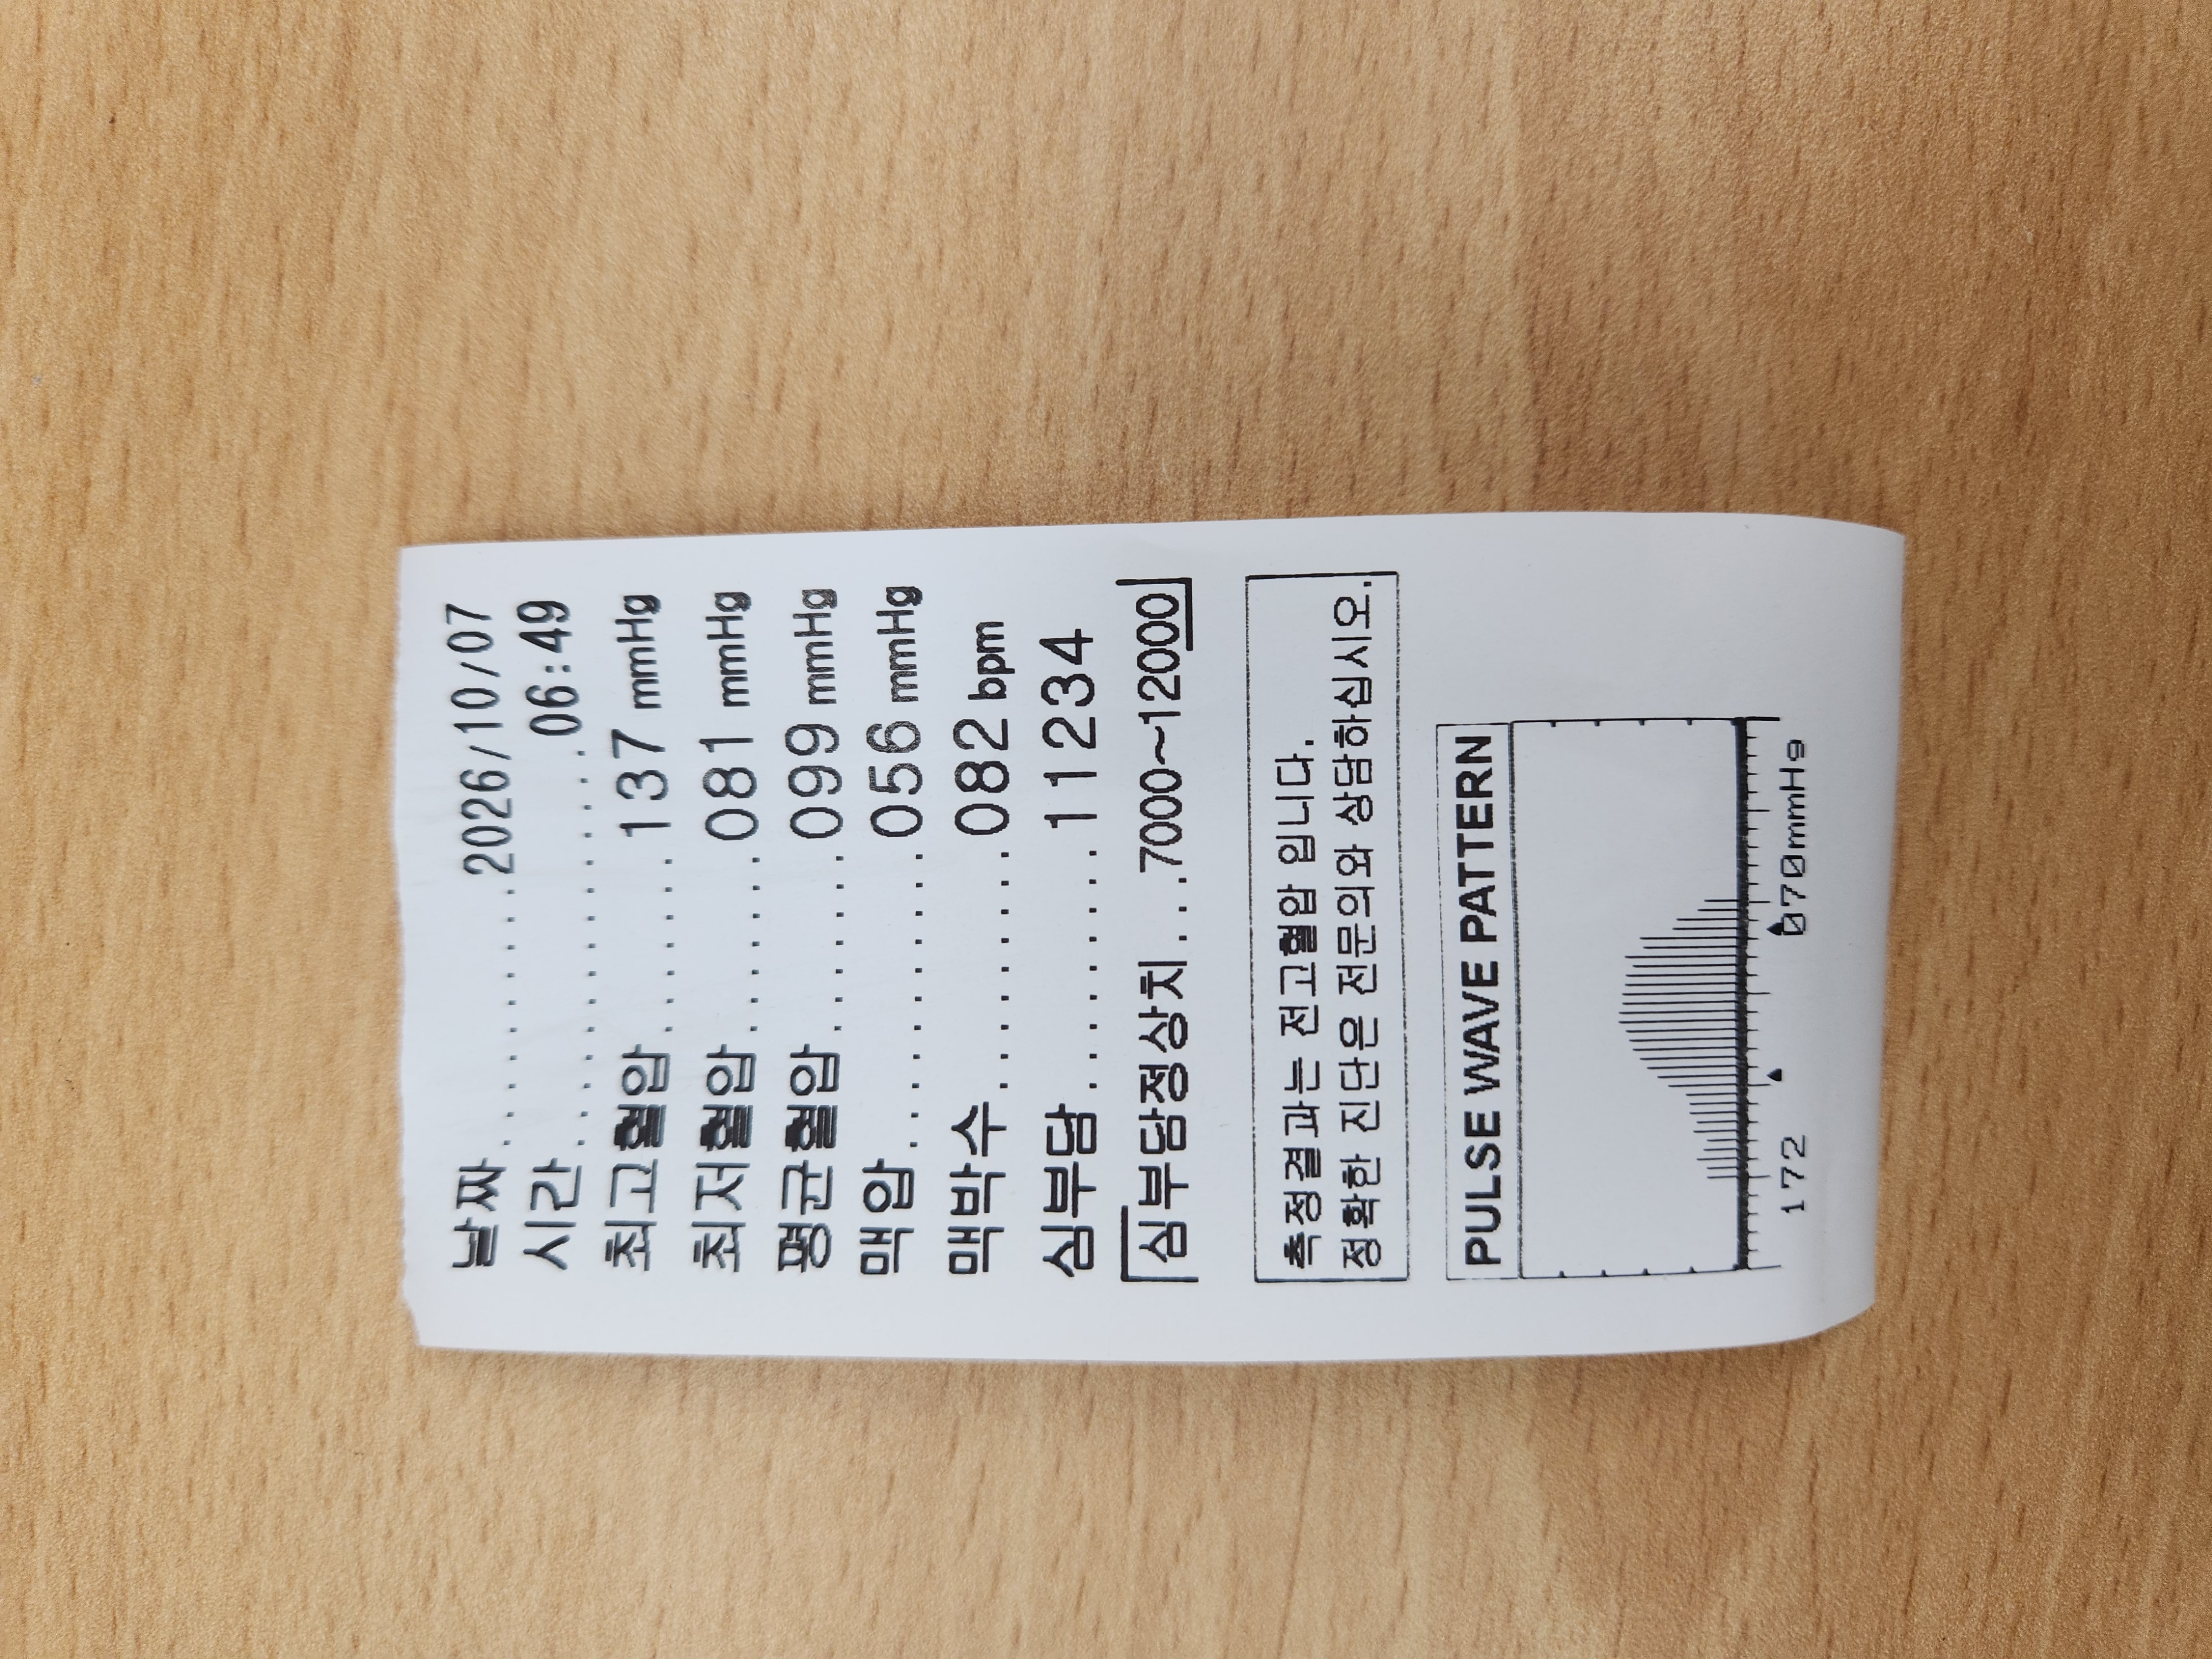 날짜..............2026/10/07
시간................06:49
최고혈압........137 mmHg
최저혈압........081 mmHg
평균혈압........099 mmHg
맥압............056 mmHg
맥박수..........082 bpm
심부담..........11234
심부담정상치...7000~12000
측정결과는 전고혈압 입니다.
정확한 진단은 전문의와 상담하십시오.
PULSE WAVE PATTERN
172 070mmHg